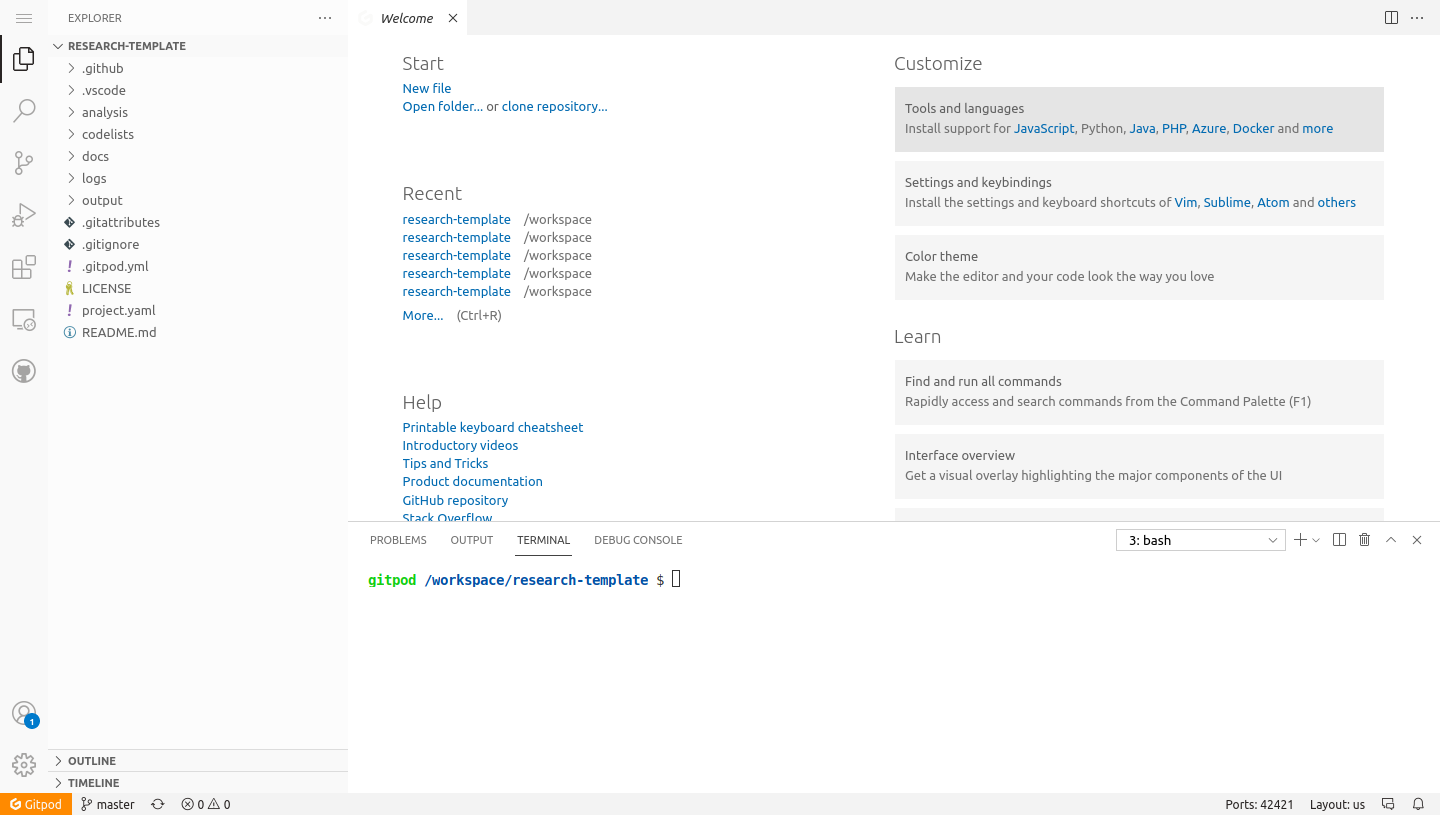 EXPLORER
RESEARCH-TEMPLATE
.github
.vscode
analysis
codelists
docs
logs
output
.gitattributes
.gitignore
.gitpod.yml
LICENSE
project.yaml
README.md
OUTLINE
TIMELINE
1
Welcome
Start
New file
Open folder... or clone repository...
Recent
research-template /workspace
research-template /workspace
research-template /workspace
research-template /workspace
research-template /workspace
More... (Ctrl+R)
Help
Printable keyboard cheatsheet
Introductory videos
Tips and Tricks
Product documentation
GitHub repository
Stack Overflow
Customize
Tools and languages
Install support for JavaScript, Python, Java, PHP, Azure, Docker and more
Settings and keybindings
Install the settings and keyboard shortcuts of Vim, Sublime, Atom and others
Color theme
Make the editor and your code look the way you love
Learn
Find and run all commands
Rapidly access and search commands from the Command Palette (F1)
Interface overview
Get a visual overlay highlighting the major components of the UI
PROBLEMS OUTPUT TERMINAL DEBUG CONSOLE 3: bash
gitpod /workspace/research-template $
Gitpod master 0 0 Ports: 42421 Layout: us